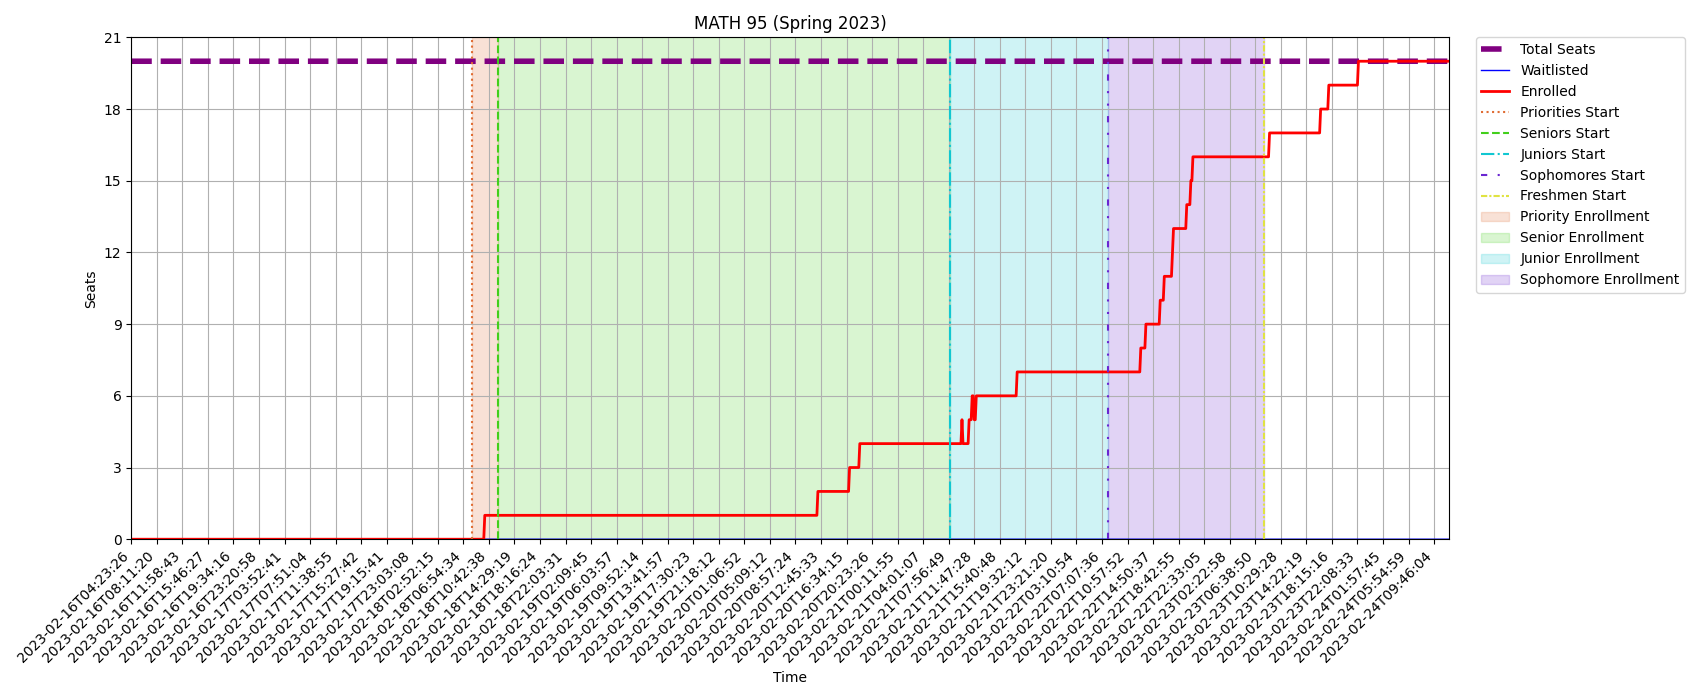 MATH 95 (Spring 2023)
21
18
15
12
9
6
3
0
Seats
2023-02-16T04:23:26
2023-02-16T08:11:20
2023-02-16T11:58:43
2023-02-16T15:46:27
2023-02-16T19:34:16
2023-02-16T23:20:58
2023-02-17T03:52:41
2023-02-17T07:51:04
2023-02-17T11:38:55
2023-02-17T15:27:42
2023-02-17T19:15:41
2023-02-17T23:03:08
2023-02-18T02:52:15
2023-02-18T06:54:34
2023-02-18T10:42:38
2023-02-18T14:29:19
2023-02-18T18:16:24
2023-02-18T22:03:31
2023-02-19T02:09:45
2023-02-19T06:03:57
2023-02-19T09:52:14
2023-02-19T13:41:57
2023-02-19T17:30:23
2023-02-19T21:18:12
2023-02-20T01:06:52
2023-02-20T05:09:12
2023-02-20T08:57:24
2023-02-20T12:45:33
2023-02-20T16:34:15
2023-02-20T20:23:26
2023-02-21T00:11:55
2023-02-21T04:01:07
2023-02-21T07:56:49
2023-02-21T11:47:28
2023-02-21T15:40:48
2023-02-21T19:32:12
2023-02-21T23:21:20
2023-02-22T03:10:54
2023-02-22T07:07:36
2023-02-22T10:57:52
2023-02-22T14:50:37
2023-02-22T18:42:55
2023-02-22T22:33:05
2023-02-23T02:22:58
2023-02-23T06:38:50
2023-02-23T10:29:28
2023-02-23T14:22:19
2023-02-23T18:15:16
2023-02-23T22:08:33
2023-02-24T01:57:45
2023-02-24T05:54:59
2023-02-24T09:46:04
Time
Total Seats
Waitlisted
Enrolled
Priorities Start
Seniors Start
Juniors Start
Sophomores Start
Freshmen Start
Priority Enrollment
Senior Enrollment
Junior Enrollment
Sophomore Enrollment